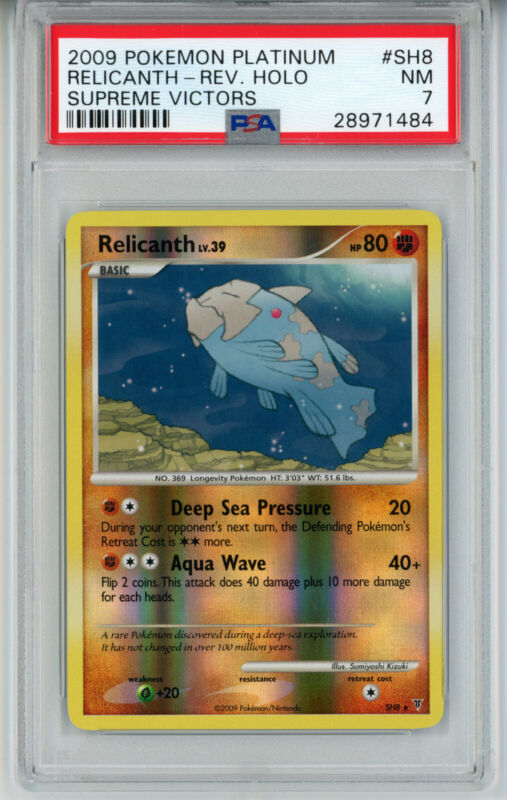 2009 POKEMON PLATINUM #SH8
RELICANTH - REV. HOLO NM
SUPREME VICTORS 7
PSA 28971484
Relicanth LV.39 HP 80
BASIC
NO. 369 Longevity Pokémon HT: 3'03" WT: 51.6 lbs.
Deep Sea Pressure 20
During your opponent's next turn, the Defending Pokémon's
Retreat Cost is ✶✶ more.
Aqua Wave 40+
Flip 2 coins. This attack does 40 damage plus 10 more damage
for each heads.
A rare Pokémon discovered during a deep-sea exploration.
It has not changed in over 100 million years.
Illus. Sumiyoshi Kizuki
weakness resistance retreat cost
+20
©2009 Pokémon/Nintendo SH8 ★